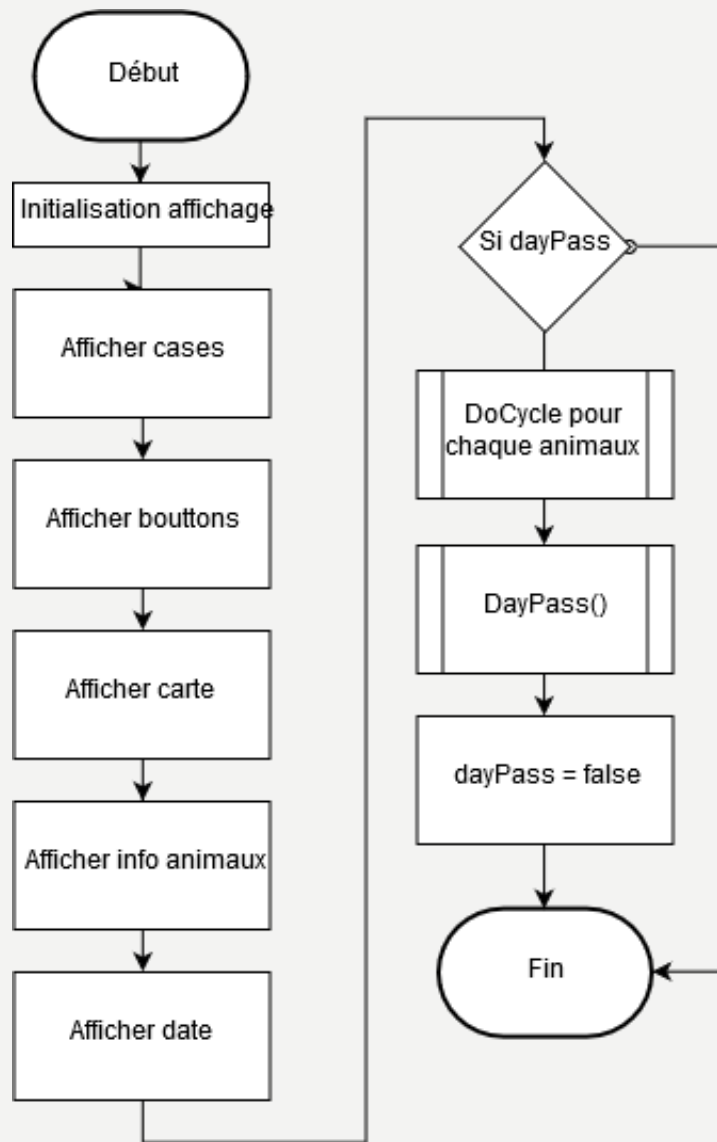 Début
Initialisation affichage
Afficher cases
Afficher bouttons
Afficher carte
Afficher info animaux
Afficher date
Si dayPass
DoCycle pour
chaque animaux
DayPass()
dayPass = false
Fin